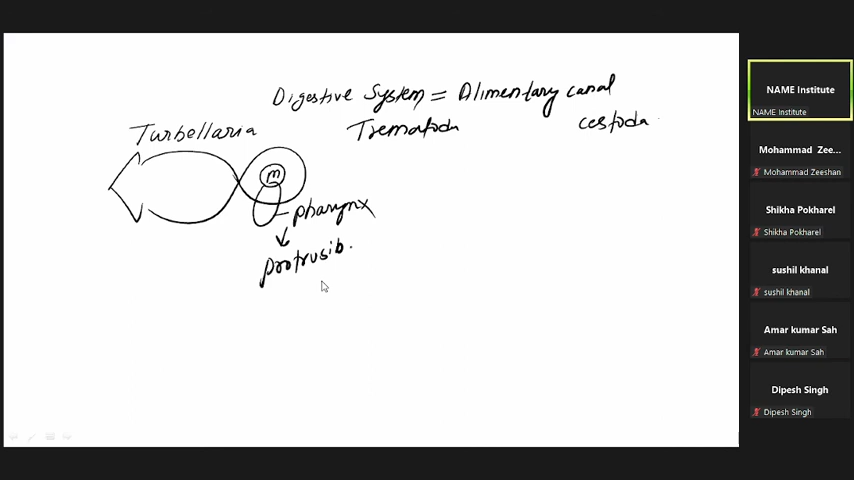 Digestive System = Alimentary canal
Turbellaria Trematoda cestoda
m
pharynx
protrusib.
NAME Institute
NAME Institute
Mohammad Zee...
Mohammad Zeeshan
Shikha Pokharel
Shikha Pokharel
sushil khanal
sushil khanal
Amar kumar Sah
Amar kumar Sah
Dipesh Singh
Dipesh Singh